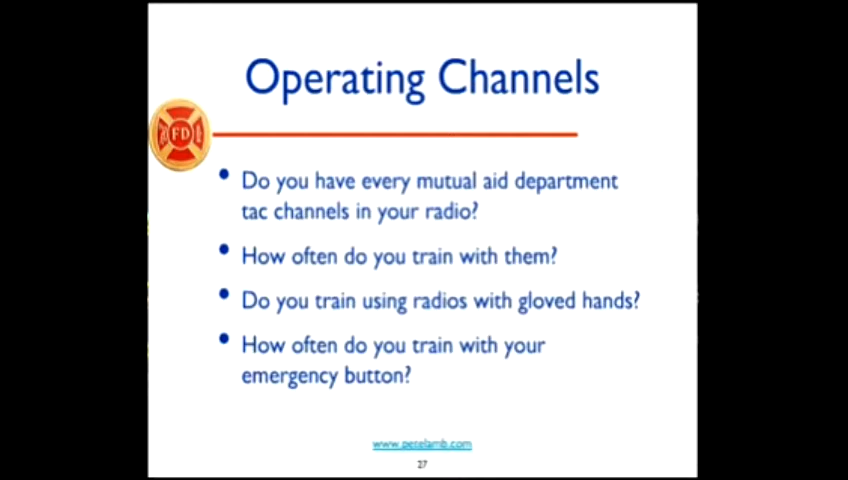 Operating Channels
FD
• Do you have every mutual aid department
tac channels in your radio?
• How often do you train with them?
• Do you train using radios with gloved hands?
• How often do you train with your
emergency button?
www.petelamb.com
27